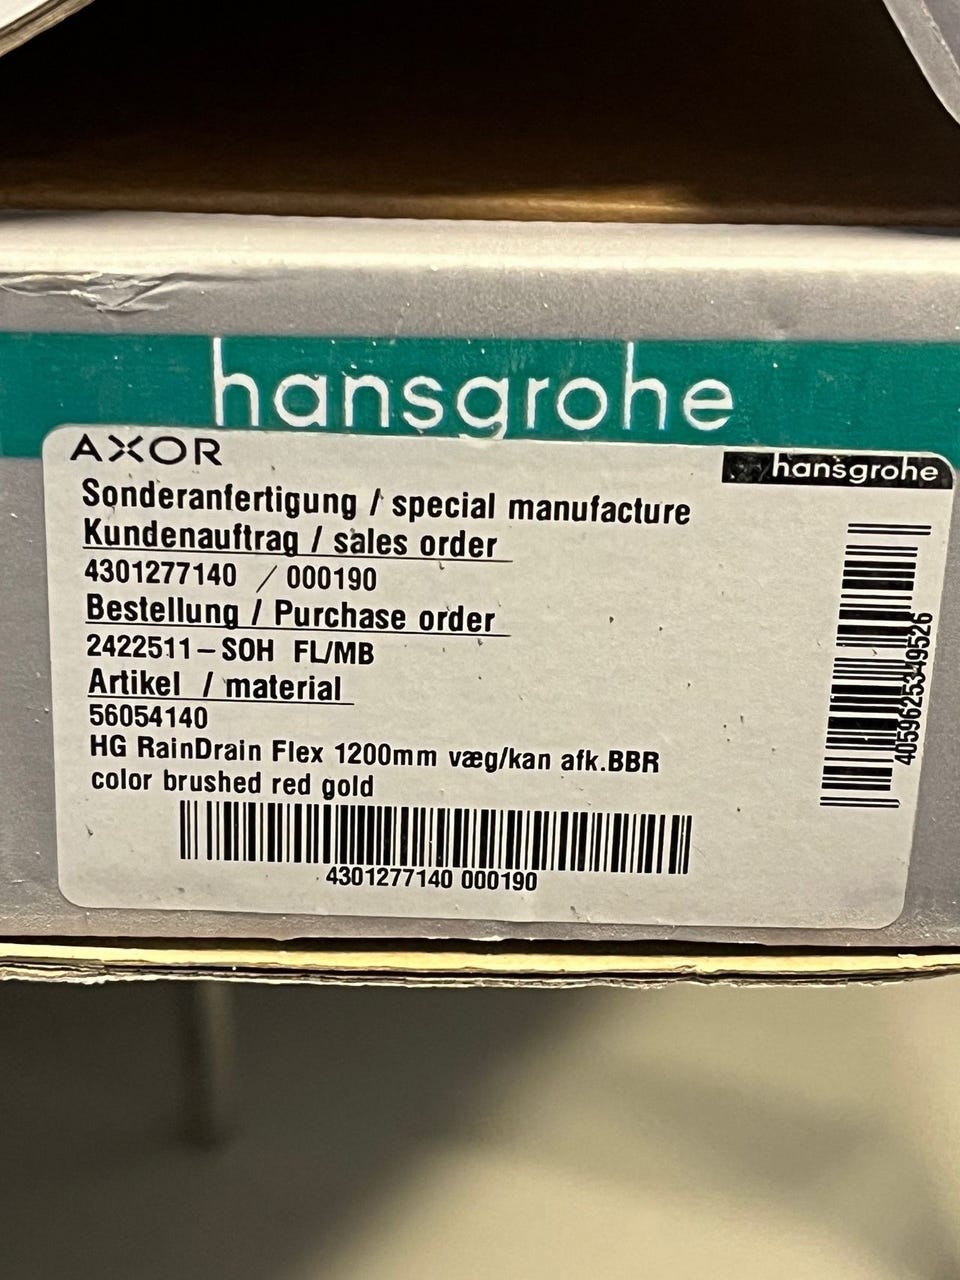 hansgrohe
AXOR
hansgrohe
Sonderanfertigung / special manufacture
Kundenauftrag / sales order
4301277140 / 000190
Bestellung / Purchase order
2422511-SOH FL/MB
Artikel / material
56054140
HG RainDrain Flex 1200mm væg/kan afk.BBR
color brushed red gold
4301277140 000190
4059625349526